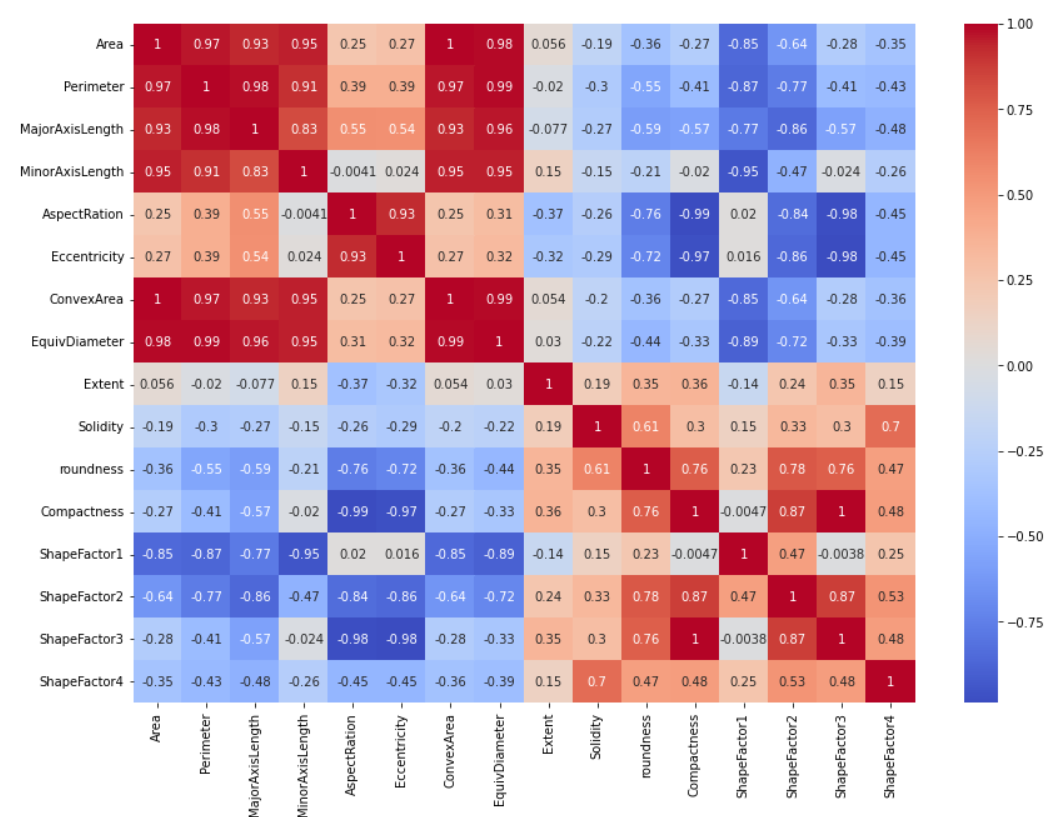 Area 1 0.97 0.93 0.95 0.25 0.27 1 0.98 0.056 -0.19 -0.36 -0.27 -0.85 -0.64 -0.28 -0.35
Perimeter 0.97 1 0.98 0.91 0.39 0.39 0.97 0.99 -0.02 -0.3 -0.55 -0.41 -0.87 -0.77 -0.41 -0.43
MajorAxisLength 0.93 0.98 1 0.83 0.55 0.54 0.93 0.96 -0.077 -0.27 -0.59 -0.57 -0.77 -0.86 -0.57 -0.48
MinorAxisLength 0.95 0.91 0.83 1 -0.0041 0.024 0.95 0.95 0.15 -0.15 -0.21 -0.02 -0.95 -0.47 -0.024 -0.26
AspectRation 0.25 0.39 0.55 -0.0041 1 0.93 0.25 0.31 -0.37 -0.26 -0.76 -0.99 0.02 -0.84 -0.98 -0.45
Eccentricity 0.27 0.39 0.54 0.024 0.93 1 0.27 0.32 -0.32 -0.29 -0.72 -0.97 0.016 -0.86 -0.98 -0.45
ConvexArea 1 0.97 0.93 0.95 0.25 0.27 1 0.99 0.054 -0.2 -0.36 -0.27 -0.85 -0.64 -0.28 -0.36
EquivDiameter 0.98 0.99 0.96 0.95 0.31 0.32 0.99 1 0.03 -0.22 -0.44 -0.33 -0.89 -0.72 -0.33 -0.39
Extent 0.056 -0.02 -0.077 0.15 -0.37 -0.32 0.054 0.03 1 0.19 0.35 0.36 -0.14 0.24 0.35 0.15
Solidity -0.19 -0.3 -0.27 -0.15 -0.26 -0.29 -0.2 -0.22 0.19 1 0.61 0.3 0.15 0.33 0.3 0.7
roundness -0.36 -0.55 -0.59 -0.21 -0.76 -0.72 -0.36 -0.44 0.35 0.61 1 0.76 0.23 0.78 0.76 0.47
Compactness -0.27 -0.41 -0.57 -0.02 -0.99 -0.97 -0.27 -0.33 0.36 0.3 0.76 1 -0.0047 0.87 1 0.48
ShapeFactor1 -0.85 -0.87 -0.77 -0.95 0.02 0.016 -0.85 -0.89 -0.14 0.15 0.23 -0.0047 1 0.47 -0.0038 0.25
ShapeFactor2 -0.64 -0.77 -0.86 -0.47 -0.84 -0.86 -0.64 -0.72 0.24 0.33 0.78 0.87 0.47 1 0.87 0.53
ShapeFactor3 -0.28 -0.41 -0.57 -0.024 -0.98 -0.98 -0.28 -0.33 0.35 0.3 0.76 1 -0.0038 0.87 1 0.48
ShapeFactor4 -0.35 -0.43 -0.48 -0.26 -0.45 -0.45 -0.36 -0.39 0.15 0.7 0.47 0.48 0.25 0.53 0.48 1
Area
Perimeter
MajorAxisLength
MinorAxisLength
AspectRation
Eccentricity
ConvexArea
EquivDiameter
Extent
Solidity
roundness
Compactness
ShapeFactor1
ShapeFactor2
ShapeFactor3
ShapeFactor4
1.00
0.75
0.50
0.25
0.00
−0.25
−0.50
−0.75